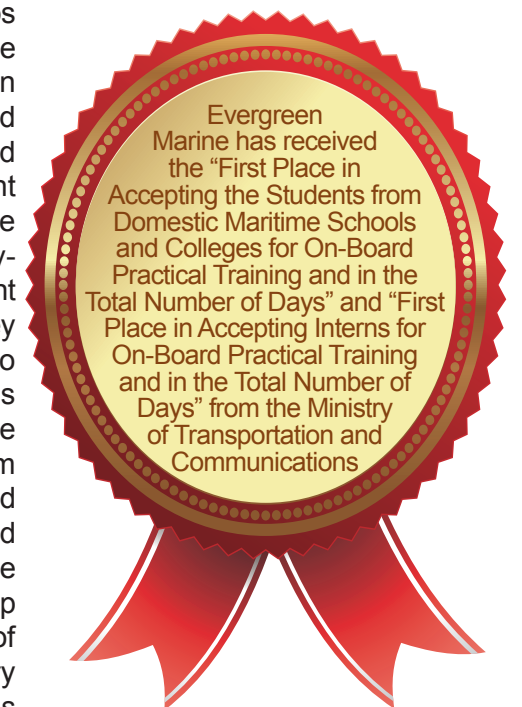 Evergreen
Marine has received
the “First Place in
Accepting the Students from
Domestic Maritime Schools
and Colleges for On-Board
Practical Training and in the
Total Number of Days” and “First
Place in Accepting Interns for
On-Board Practical Training
and in the Total Number of
Days” from the Ministry
of Transportation and
Communications